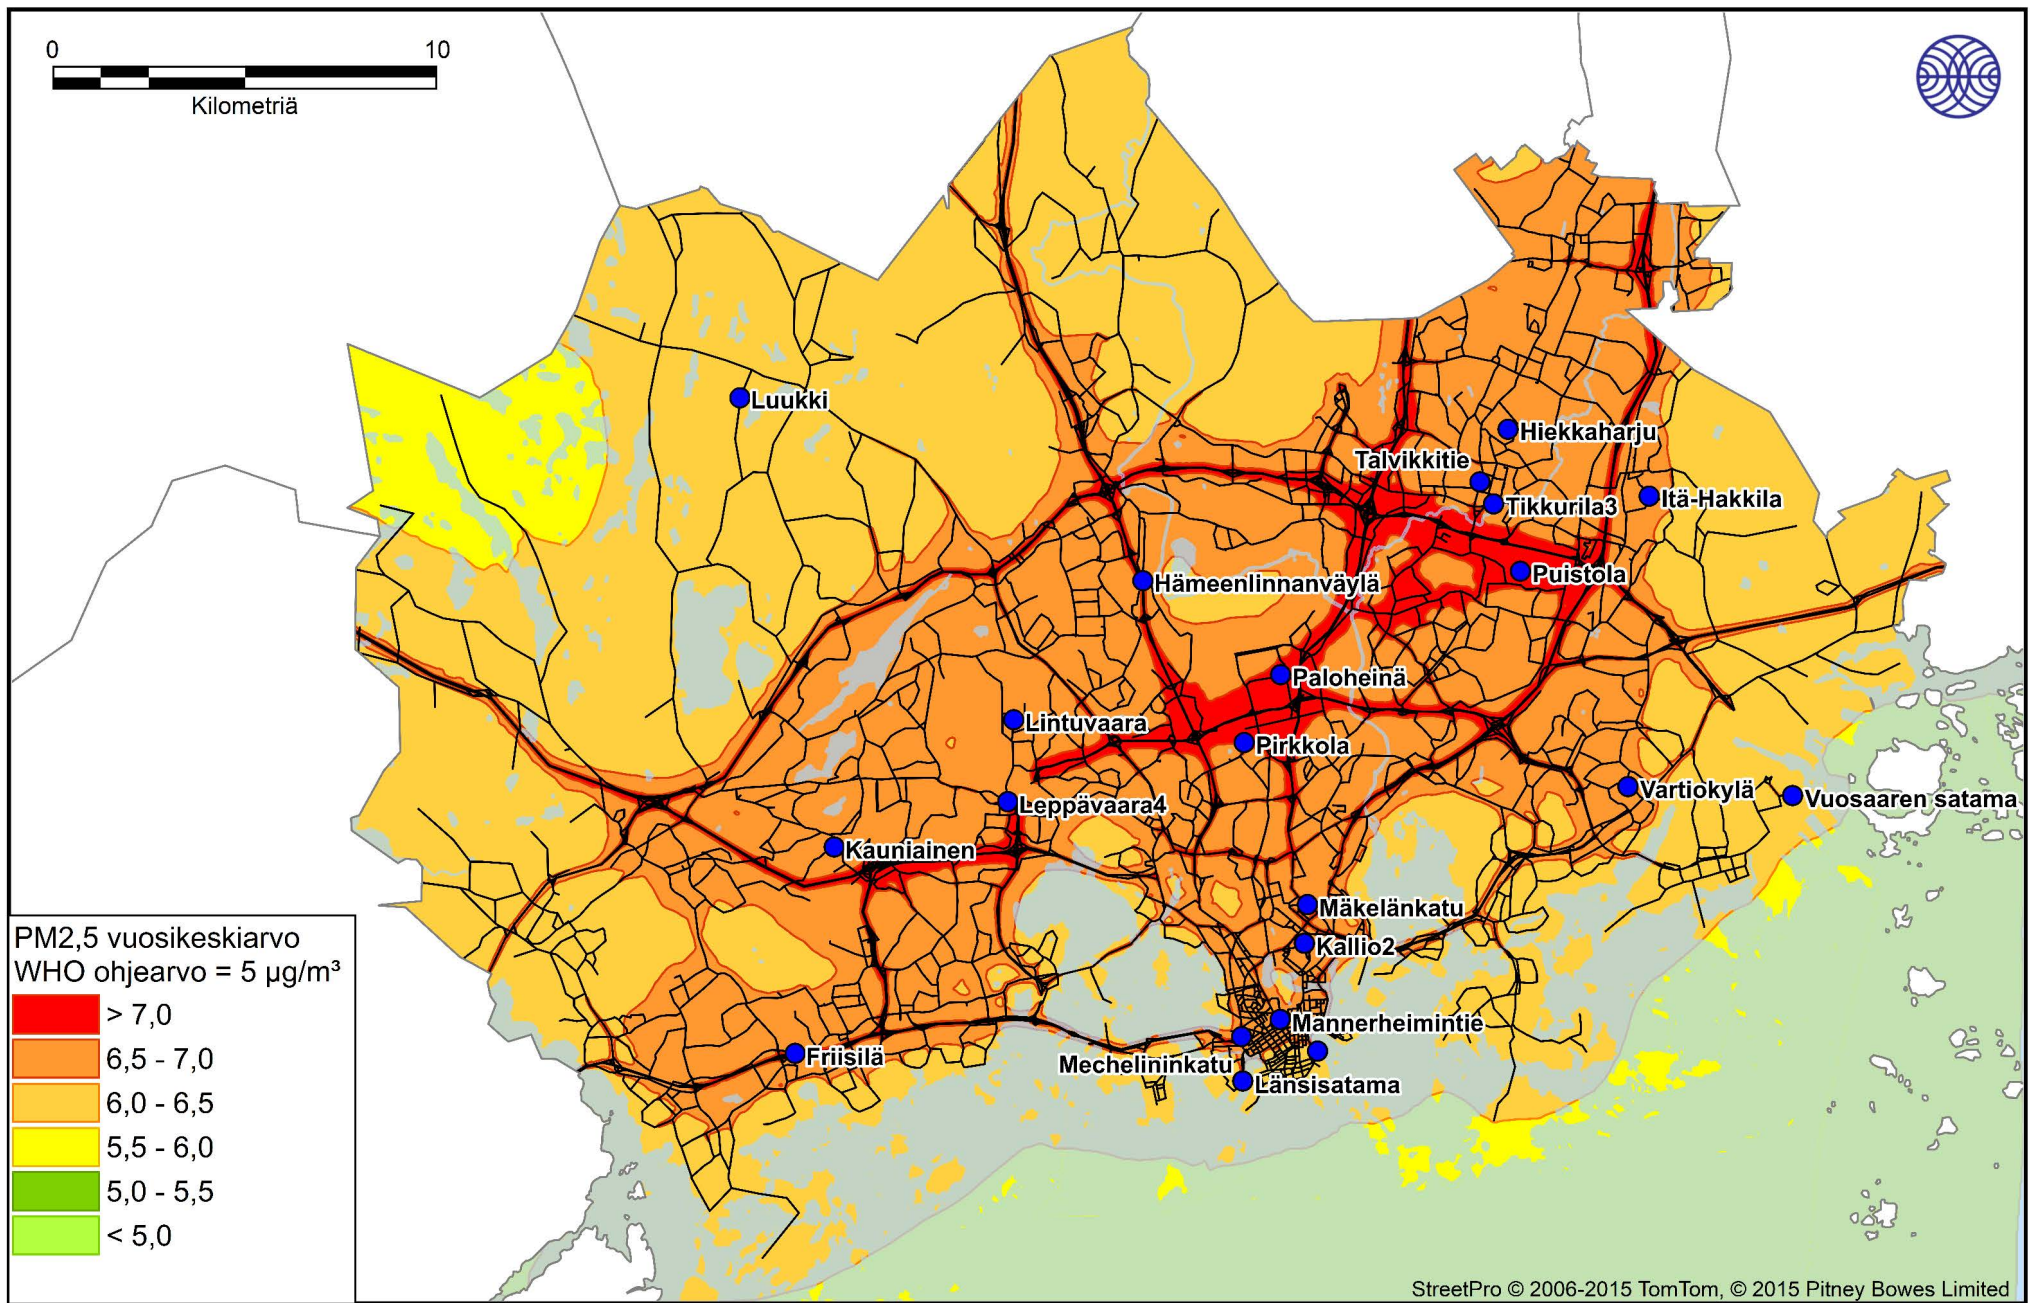 0 10
Kilometriä
Luukki
Hiekkaharju
Talvikkitie
Itä-Hakkila
Tikkurila3
Puistola
Hämeenlinnanväylä
Paloheinä
Lintuvaara
Pirkkola
Vartiokylä
Vuosaaren satama
Leppävaara4
Kauniainen
Mäkelänkatu
Kallio2
Mannerheimintie
Friisilä
Mechelininkatu
Länsisatama
PM2,5 vuosikeskiarvo
WHO ohjearvo = 5 µg/m³
> 7,0
6,5 - 7,0
6,0 - 6,5
5,5 - 6,0
5,0 - 5,5
< 5,0
StreetPro © 2006-2015 TomTom, © 2015 Pitney Bowes Limited